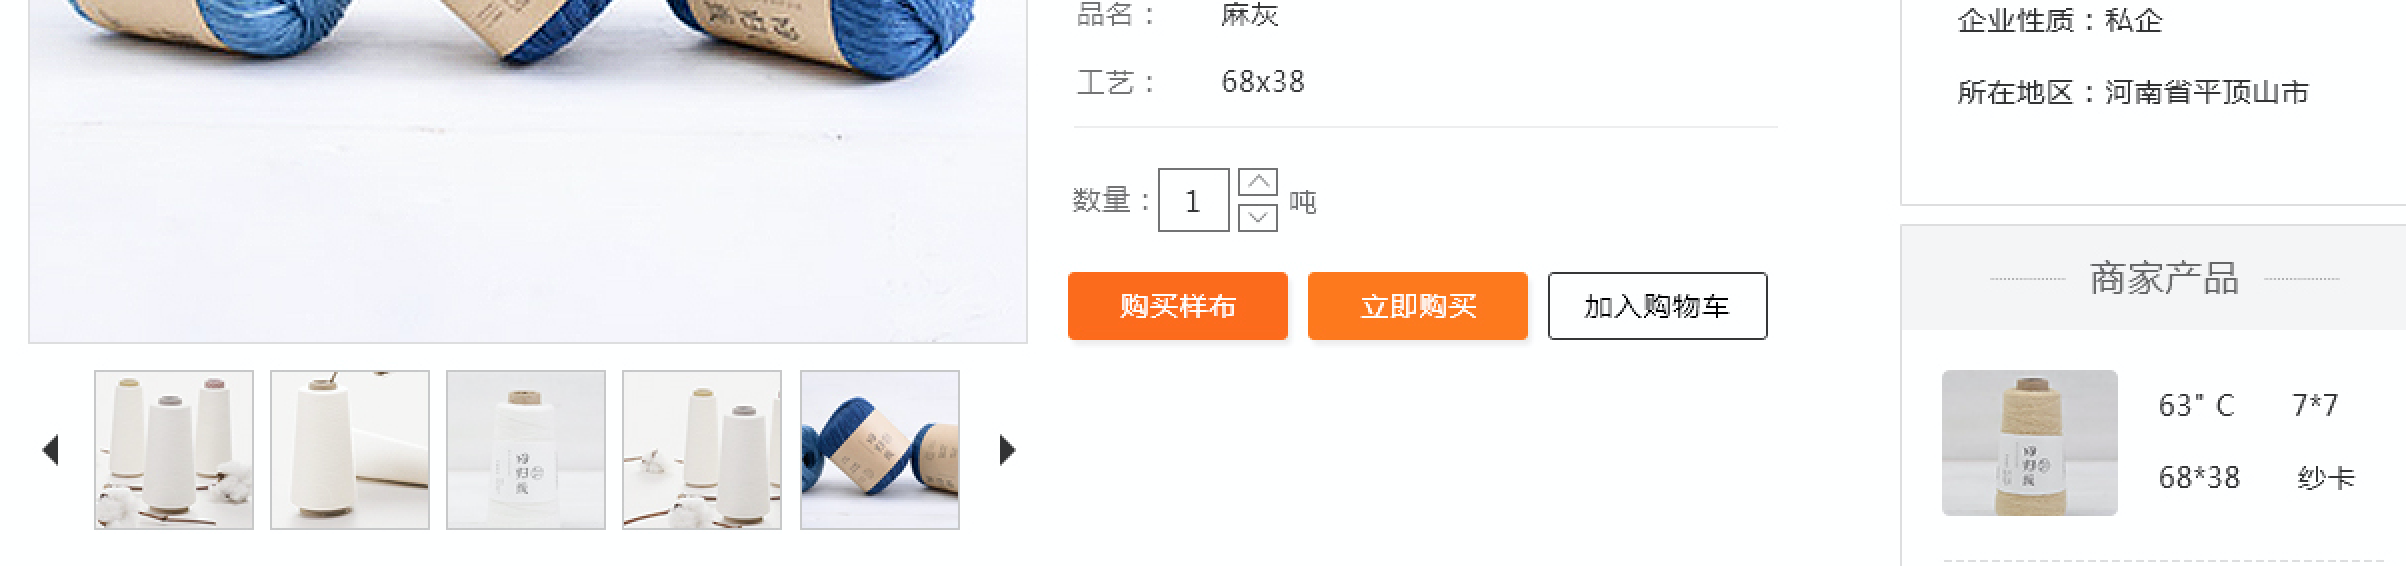 品名： 麻灰
工艺： 68x38
数量： 1 吨
购买样布 立即购买 加入购物车
企业性质：私企
所在地区：河南省平顶山市
商家产品
63" C 7*7
68*38 纱卡